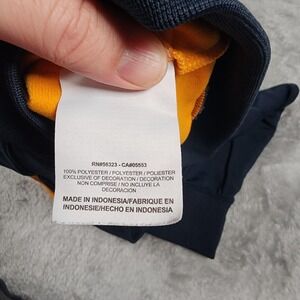 RN#56323 - CA#05553
100% POLYESTER / POLYESTER / POLIESTER
EXCLUSIVE OF DECORATION / DECORATION
NON COMPRISE / NO INCLUYE LA
DECORACIÓN
MADE IN INDONESIA/FABRIQUE EN
INDONESIE/HECHO EN INDONESIA